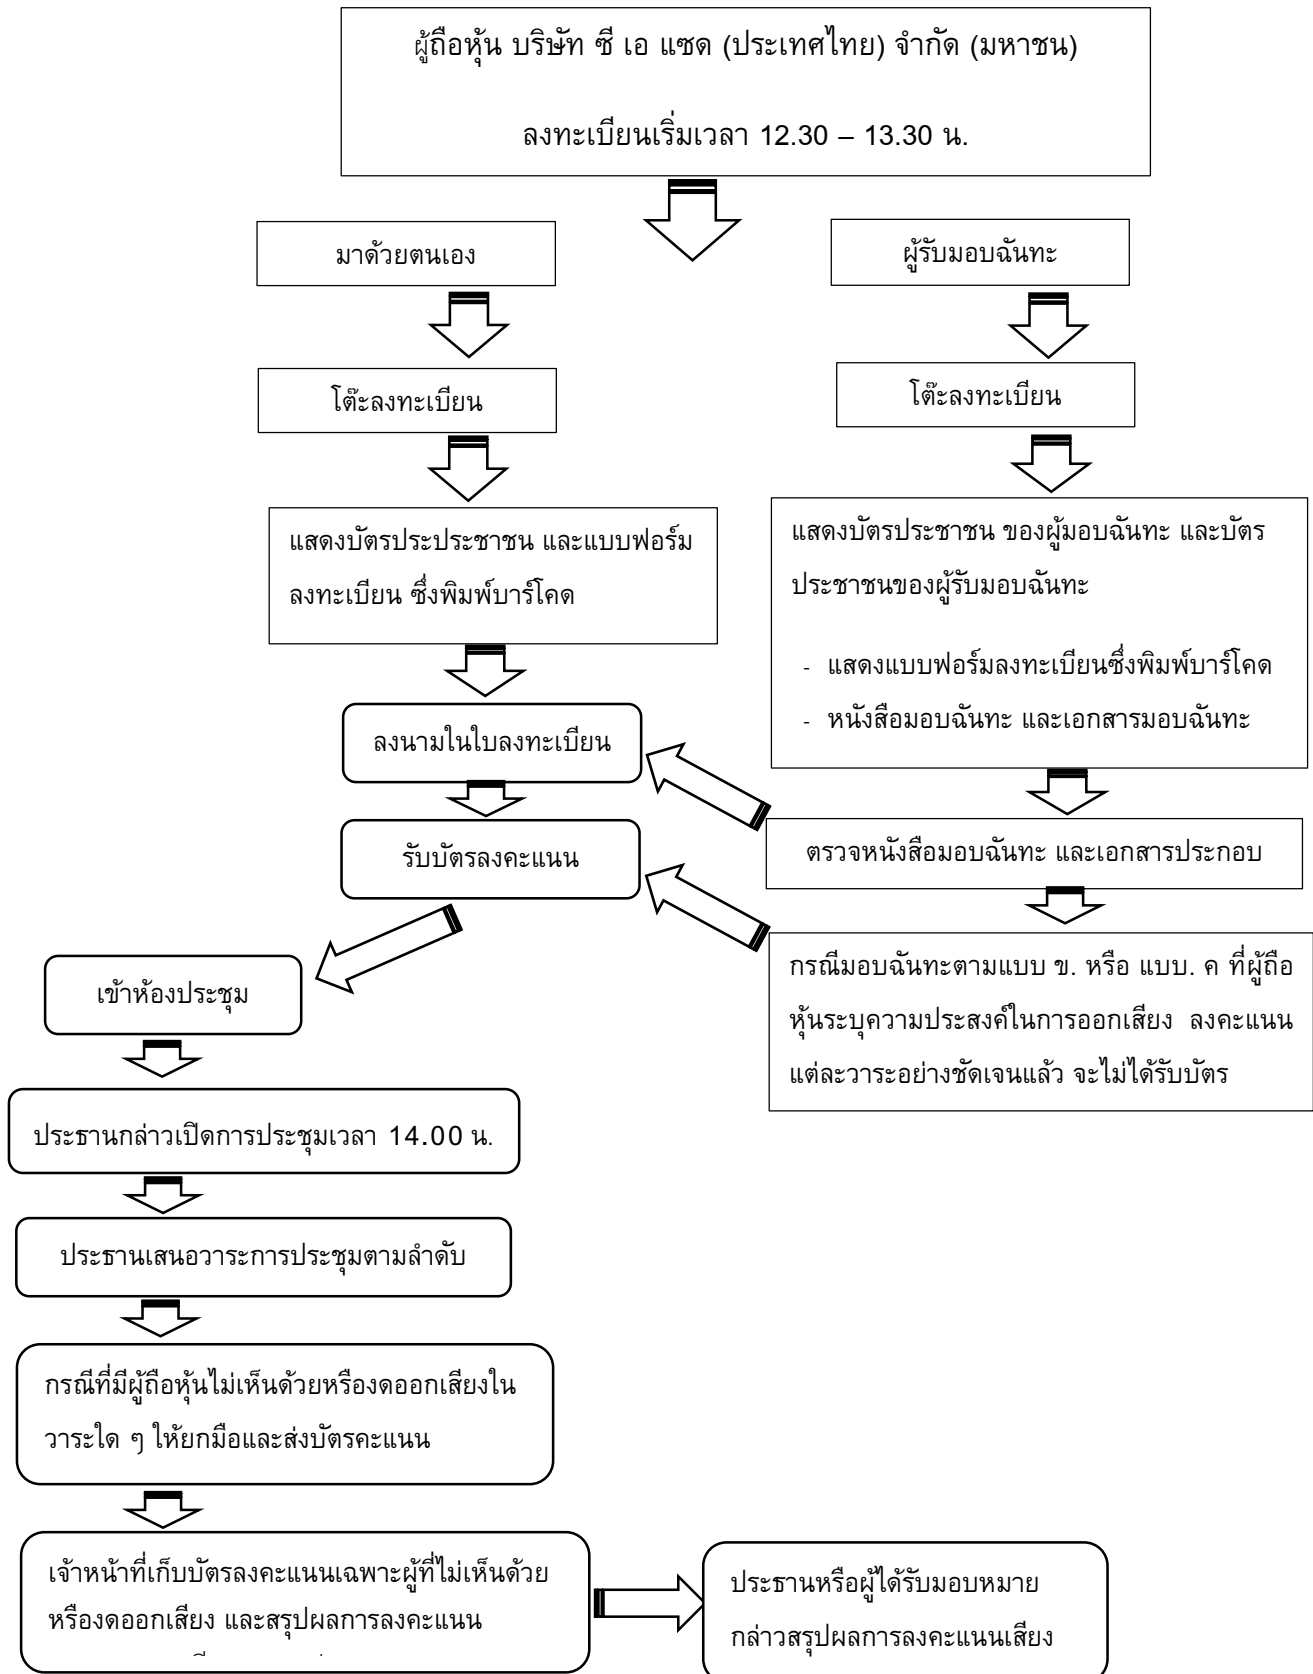 ผู้ถือหุ้น บริษัท ซี เอ แซด (ประเทศไทย) จำกัด (มหาชน)
ลงทะเบียนเริ่มเวลา 12.30 – 13.30 น.
มาด้วยตนเอง
ผู้รับมอบฉันทะ
โต๊ะลงทะเบียน
โต๊ะลงทะเบียน
แสดงบัตรประประชาชน และแบบฟอร์ม
ลงทะเบียน ซึ่งพิมพ์บาร์โคด
แสดงบัตรประชาชน ของผู้มอบฉันทะ และบัตร
ประชาชนของผู้รับมอบฉันทะ
- แสดงแบบฟอร์มลงทะเบียนซึ่งพิมพ์บาร์โคด
- หนังสือมอบฉันทะ และเอกสารมอบฉันทะ
ลงนามในใบลงทะเบียน
รับบัตรลงคะแนน
ตรวจหนังสือมอบฉันทะ และเอกสารประกอบ
กรณีมอบฉันทะตามแบบ ข. หรือ แบบ. ค ที่ผู้ถือ
หุ้นระบุความประสงค์ในการออกเสียง ลงคะแนน
แต่ละวาระอย่างชัดเจนแล้ว จะไม่ได้รับบัตร
เข้าห้องประชุม
ประธานกล่าวเปิดการประชุมเวลา 14.00 น.
ประธานเสนอวาระการประชุมตามลำดับ
กรณีที่มีผู้ถือหุ้นไม่เห็นด้วยหรืองดออกเสียงใน
วาระใด ๆ ให้ยกมือและส่งบัตรคะแนน
เจ้าหน้าที่เก็บบัตรลงคะแนนเฉพาะผู้ที่ไม่เห็นด้วย
หรืองดออกเสียง และสรุปผลการลงคะแนน
ประธานหรือผู้ได้รับมอบหมาย
กล่าวสรุปผลการลงคะแนนเสียง